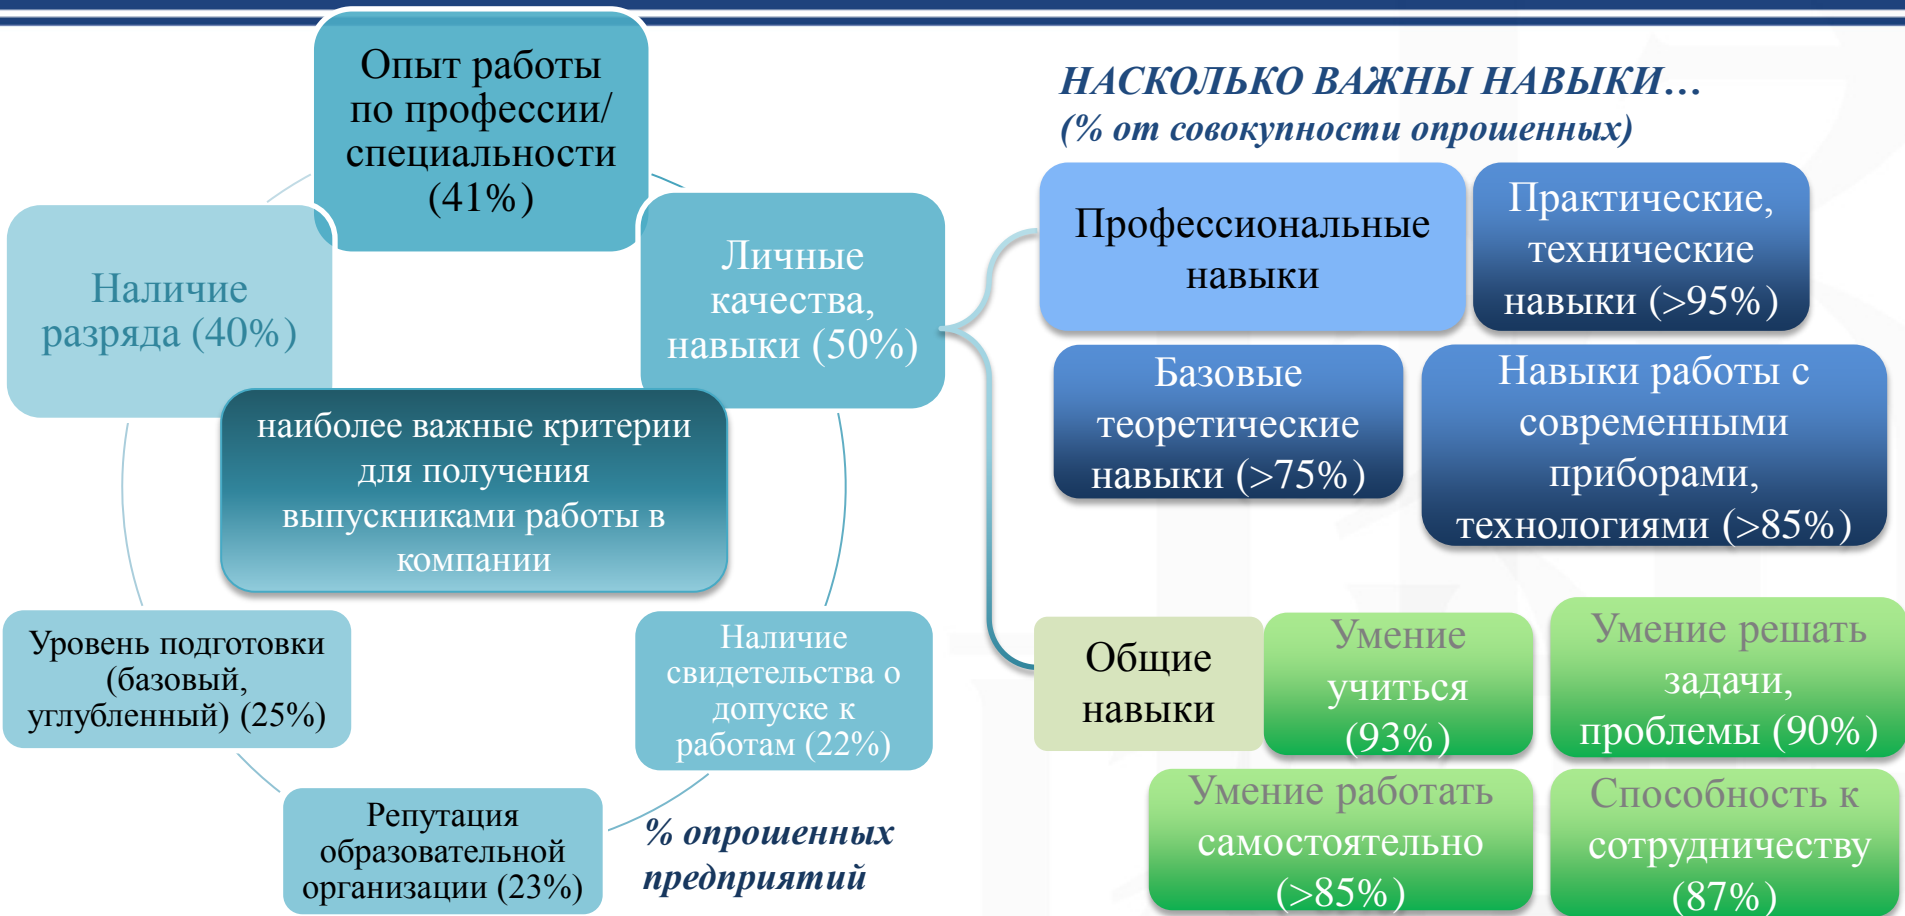 Опыт работы
по профессии/
специальности
(41%)
Наличие
разряда (40%)
Личные
качества,
навыки (50%)
наиболее важные критерии
для получения
выпускниками работы в
компании
Уровень подготовки
(базовый,
углубленный) (25%)
Наличие
свидетельства о
допуске к
работам (22%)
Репутация
образовательной
организации (23%)
% опрошенных
предприятий
НАСКОЛЬКО ВАЖНЫ НАВЫКИ…
(% от совокупности опрошенных)
Профессиональные
навыки
Практические,
технические
навыки (>95%)
Базовые
теоретические
навыки (>75%)
Навыки работы с
современными
приборами,
технологиями (>85%)
Общие
навыки
Умение
учиться
(93%)
Умение решать
задачи,
проблемы (90%)
Умение работать
самостоятельно
(>85%)
Способность к
сотрудничеству
(87%)